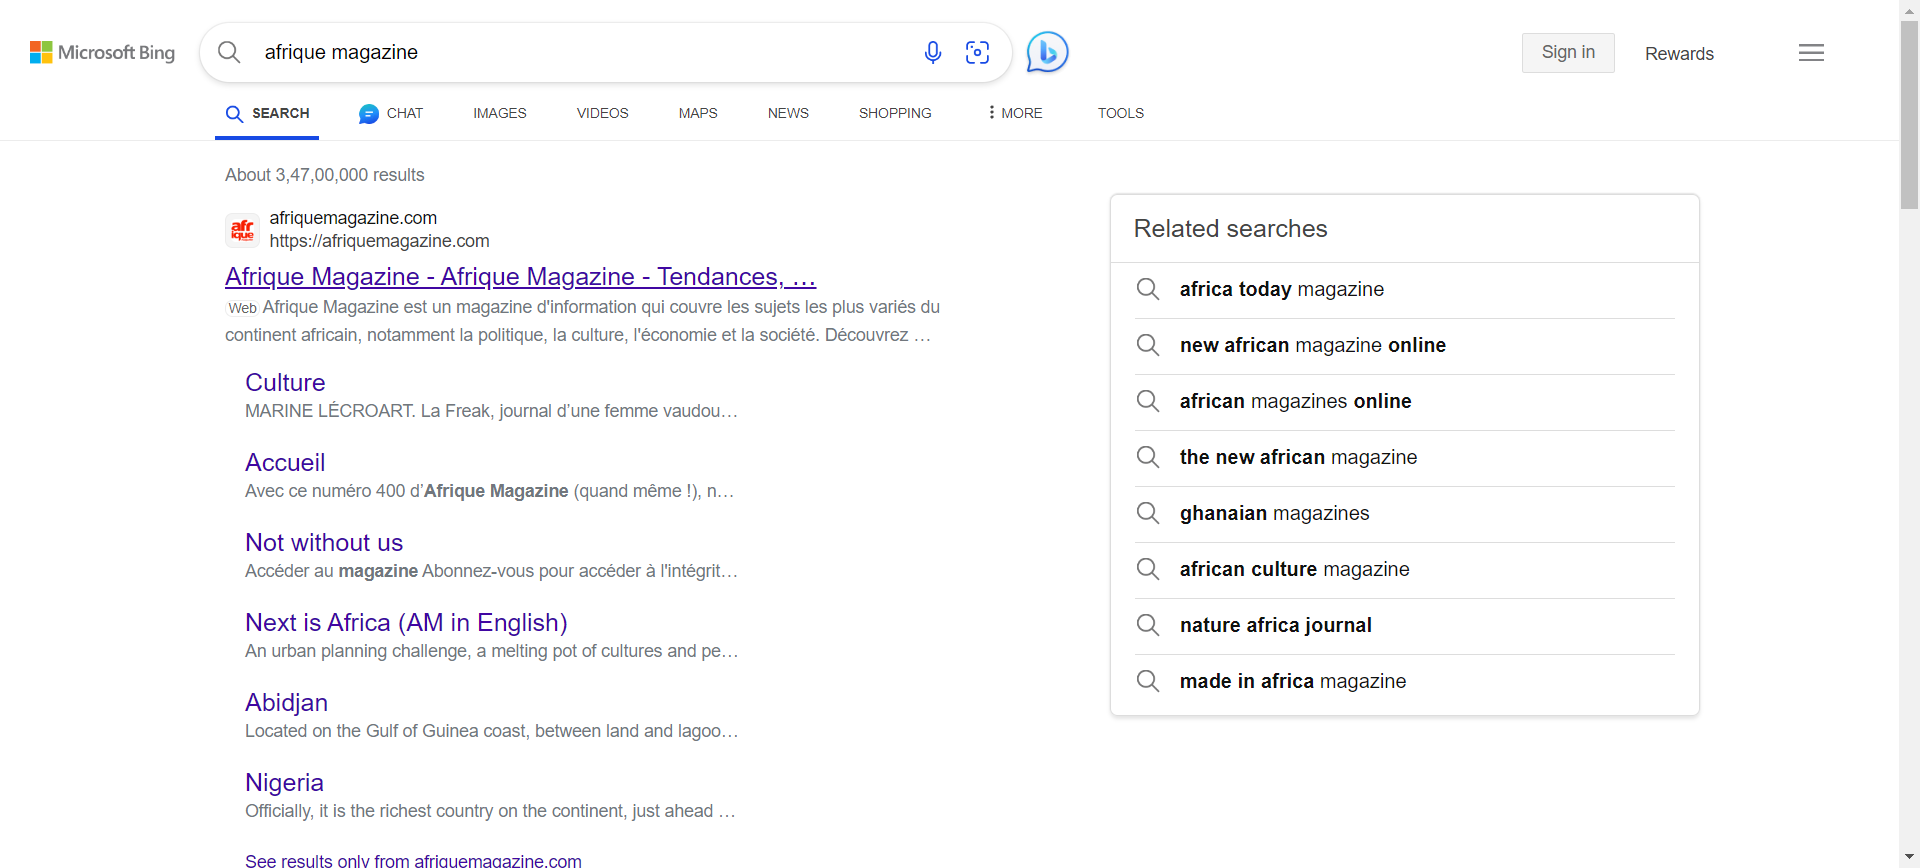 Microsoft Bing
afrique magazine
Sign in
Rewards
SEARCH
CHAT
IMAGES
VIDEOS
MAPS
NEWS
SHOPPING
MORE
TOOLS
About 3,47,00,000 results
afr
ique
afriquemagazine.com
https://afriquemagazine.com
Afrique Magazine - Afrique Magazine - Tendances, …
Web Afrique Magazine est un magazine d'information qui couvre les sujets les plus variés du
continent africain, notamment la politique, la culture, l'économie et la société. Découvrez …
Culture
MARINE LÉCROART. La Freak, journal d’une femme vaudou…
Accueil
Avec ce numéro 400 d’Afrique Magazine (quand même !), n…
Not without us
Accéder au magazine Abonnez-vous pour accéder à l'intégrit…
Next is Africa (AM in English)
An urban planning challenge, a melting pot of cultures and pe…
Abidjan
Located on the Gulf of Guinea coast, between land and lagoo…
Nigeria
Officially, it is the richest country on the continent, just ahead …
See results only from afriquemagazine.com
Related searches
africa today magazine
new african magazine online
african magazines online
the new african magazine
ghanaian magazines
african culture magazine
nature africa journal
made in africa magazine